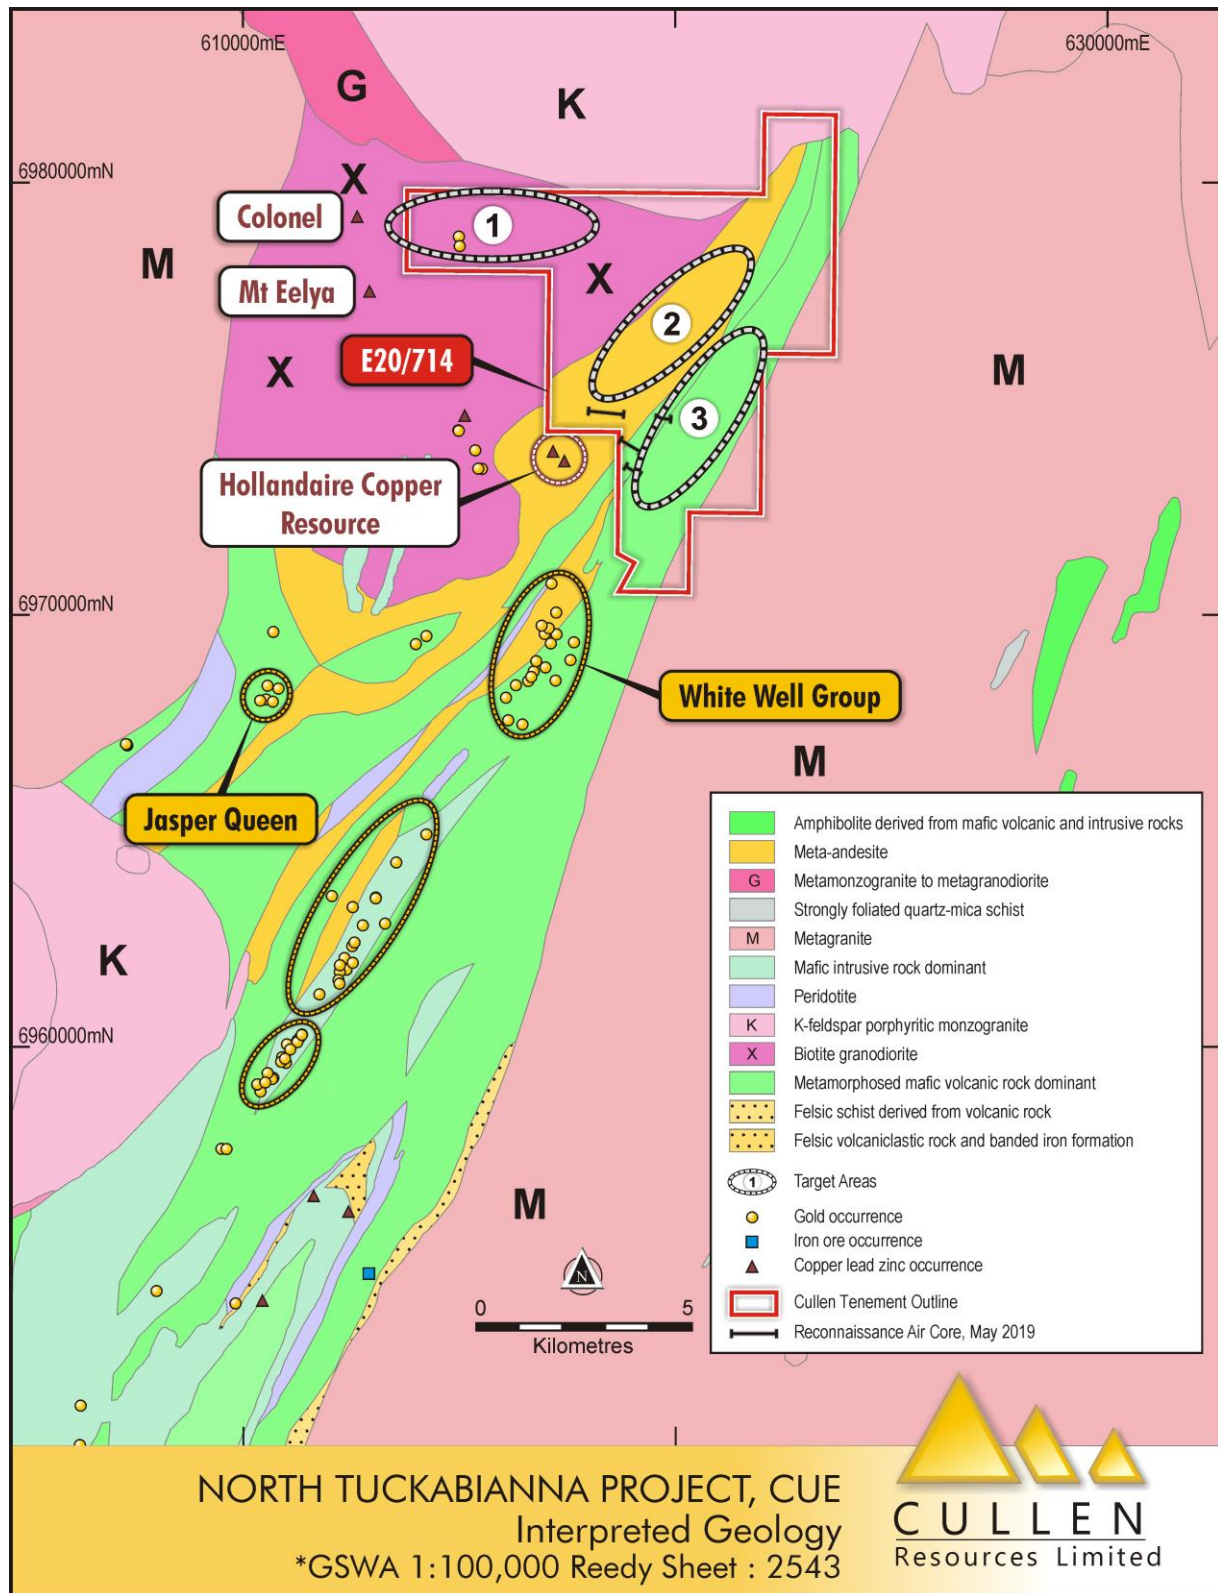 610000mE
630000mE
G
K
6980000mN
X
Colonel
1
M
Mt Eelya
X
2
E20/714
X
M
3
Hollandaire Copper
Resource
6970000mN
White Well Group
M
Jasper Queen
K
6960000mN
M
Amphibolite derived from mafic volcanic and intrusive rocks
Meta-andesite
G Metamonzogranite to metagranodiorite
Strongly foliated quartz-mica schist
M Metagranite
Mafic intrusive rock dominant
Peridotite
K K-feldspar porphyritic monzogranite
X Biotite granodiorite
Metamorphosed mafic volcanic rock dominant
Felsic schist derived from volcanic rock
Felsic volcaniclastic rock and banded iron formation
1 Target Areas
Gold occurrence
Iron ore occurrence
Copper lead zinc occurrence
Cullen Tenement Outline
Reconnaissance Air Core, May 2019
N
0 5
Kilometres
NORTH TUCKABIANNA PROJECT, CUE
Interpreted Geology
*GSWA 1:100,000 Reedy Sheet : 2543
CULLEN
Resources Limited